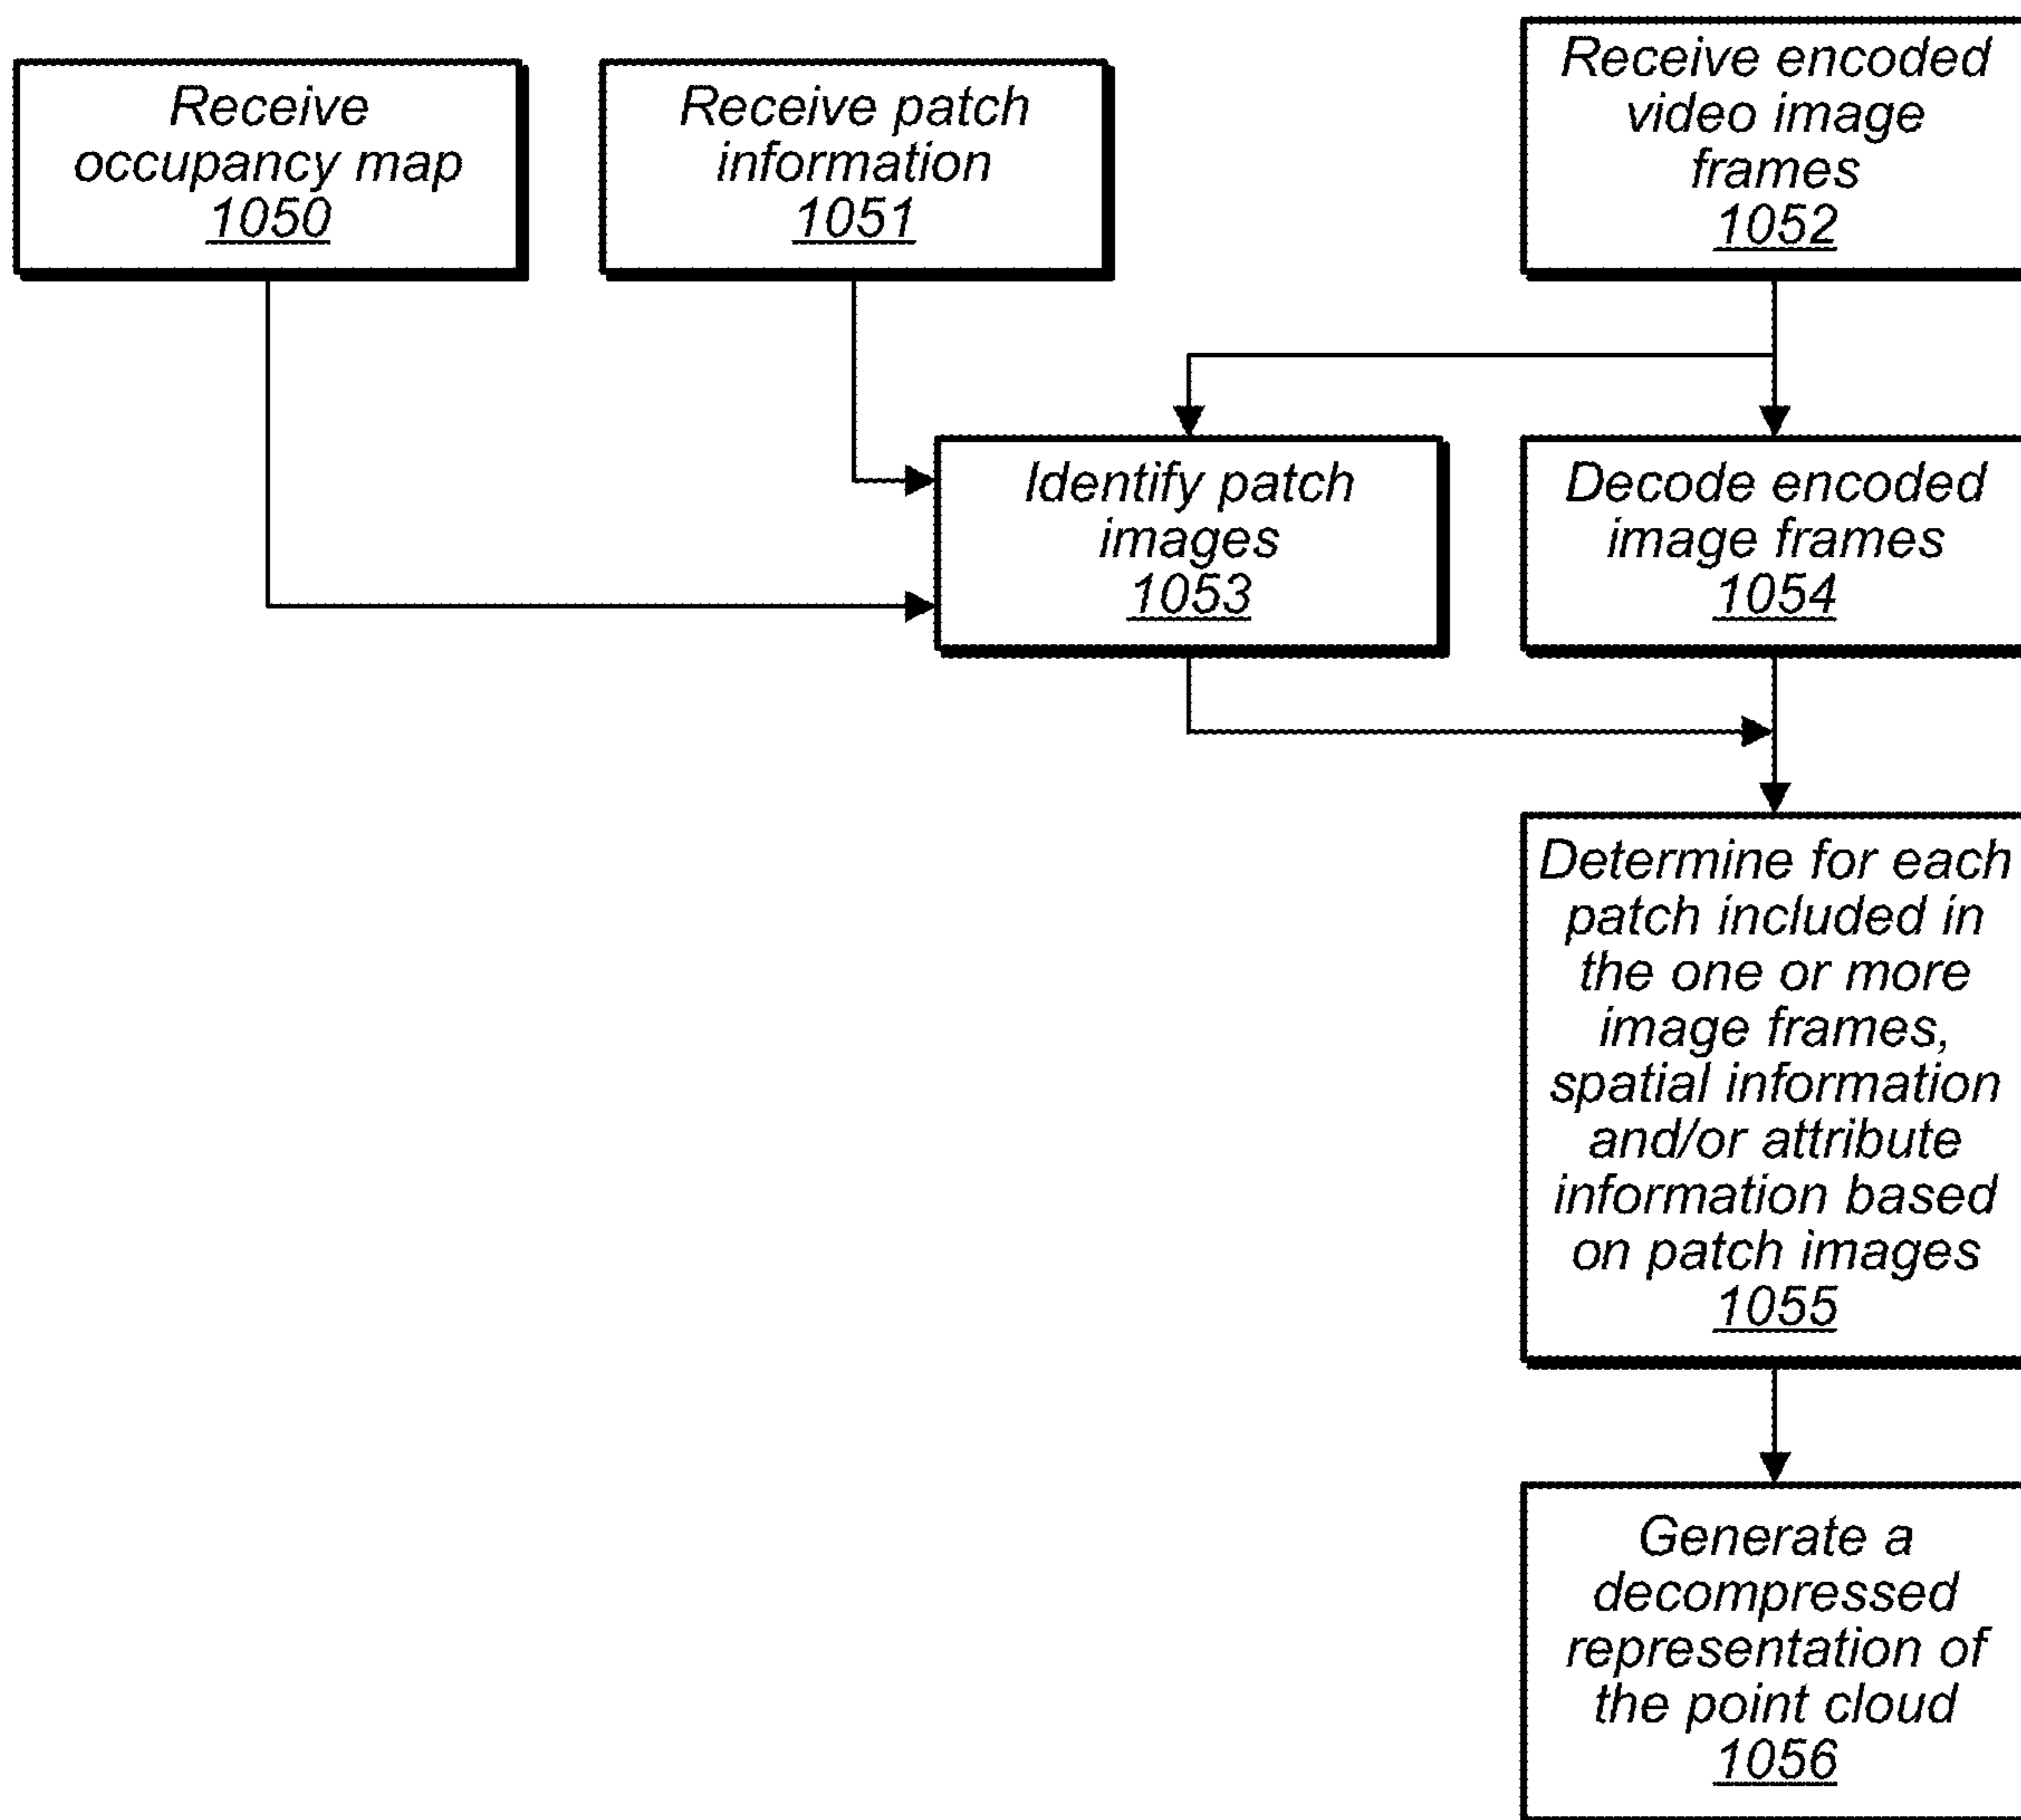 Receive
occupancy map
1050
Receive patch
information
1051
Receive encoded
video image
frames
1052
Identify patch
images
1053
Decode encoded
image frames
1054
Determine for each
patch included in
the one or more
image frames,
spatial information
and/or attribute
information based
on patch images
1055
Generate a
decompressed
representation of
the point cloud
1056